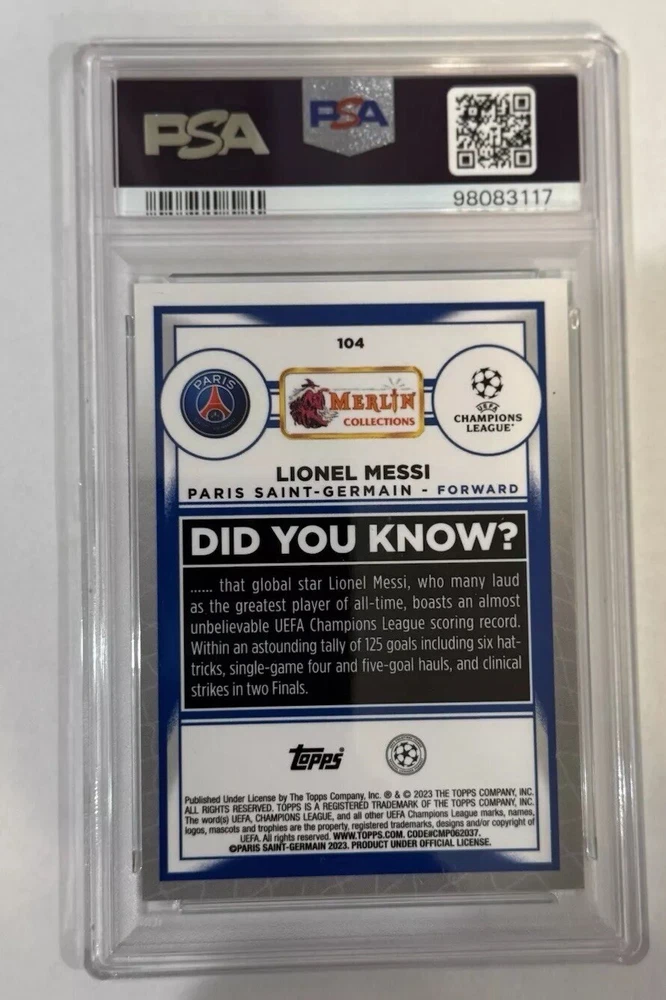 PSA
PSA
98083117
104
PARIS
MERLIN
COLLECTIONS
UEFA
CHAMPIONS
LEAGUE
LIONEL MESSI
PARIS SAINT-GERMAIN - FORWARD
DID YOU KNOW?
...... that global star Lionel Messi, who many laud
as the greatest player of all-time, boasts an almost
unbelievable UEFA Champions League scoring record.
Within an astounding tally of 125 goals including six hat-
tricks, single-game four and five-goal hauls, and clinical
strikes in two Finals.
topps®
Published Under License by The Topps Company, Inc. ® & © 2023 THE TOPPS COMPANY, INC.
ALL RIGHTS RESERVED. TOPPS IS A REGISTERED TRADEMARK OF THE TOPPS COMPANY, INC.
The word(s) UEFA, CHAMPIONS LEAGUE, and all other UEFA Champions League marks, names,
logos, mascots and trophies are the property, registered trademarks, designs and/or copyright of
UEFA. All rights reserved. WWW.TOPPS.COM. CODE#CMP062037.
©PARIS SAINT-GERMAIN 2023. PRODUCT UNDER OFFICIAL LICENSE.